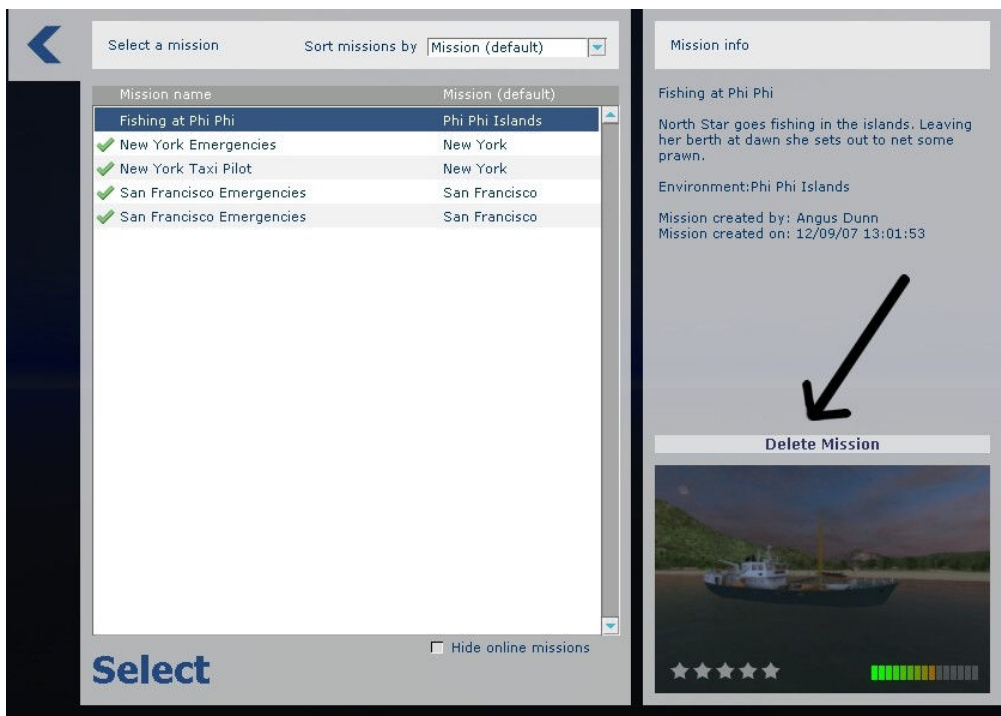 Select a mission
Sort missions by Mission (default)
Mission name Mission (default)
Fishing at Phi Phi Phi Phi Islands
New York Emergencies New York
New York Taxi Pilot New York
San Francisco Emergencies San Francisco
San Francisco Emergencies San Francisco
Hide online missions
Select
Mission info
Fishing at Phi Phi
North Star goes fishing in the islands. Leaving
her berth at dawn she sets out to net some
prawn.
Environment:Phi Phi Islands
Mission created by: Angus Dunn
Mission created on: 12/09/07 13:01:53
Delete Mission